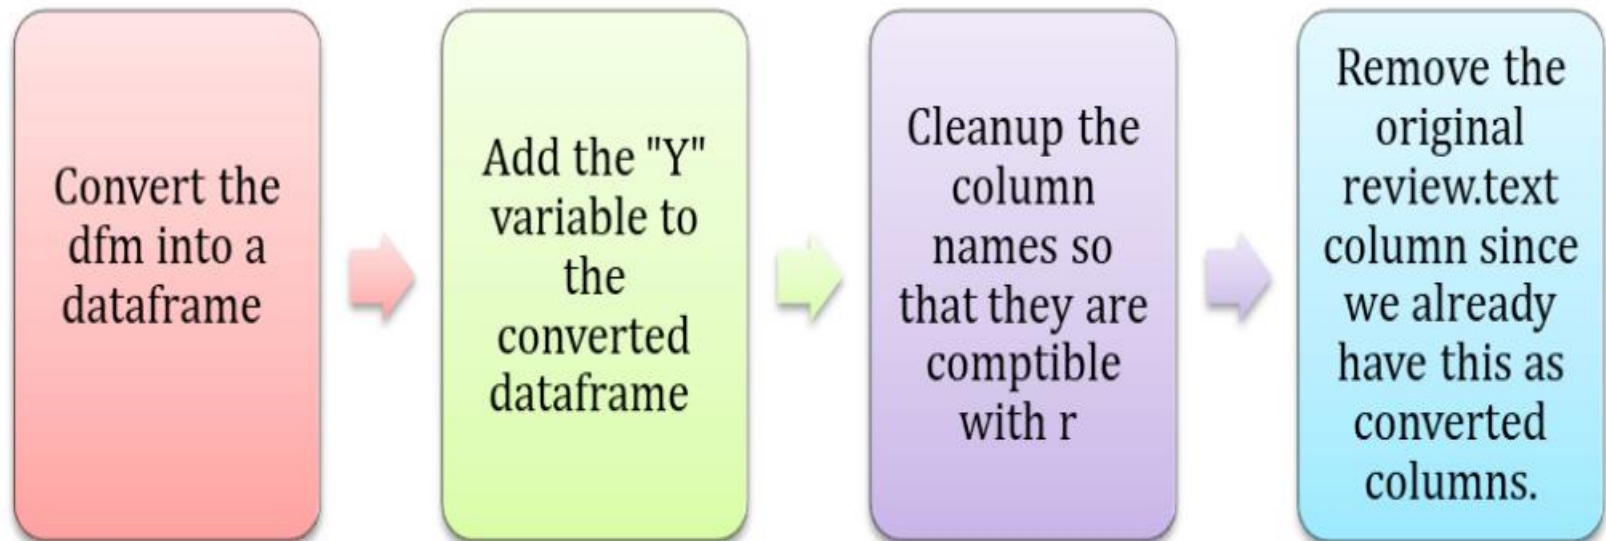 Convert the
dfm into a
dataframe
Add the "Y"
variable to
the
converted
dataframe
Cleanup the
column
names so
that they are
comptible
with r
Remove the
original
review.text
column since
we already
have this as
converted
columns.